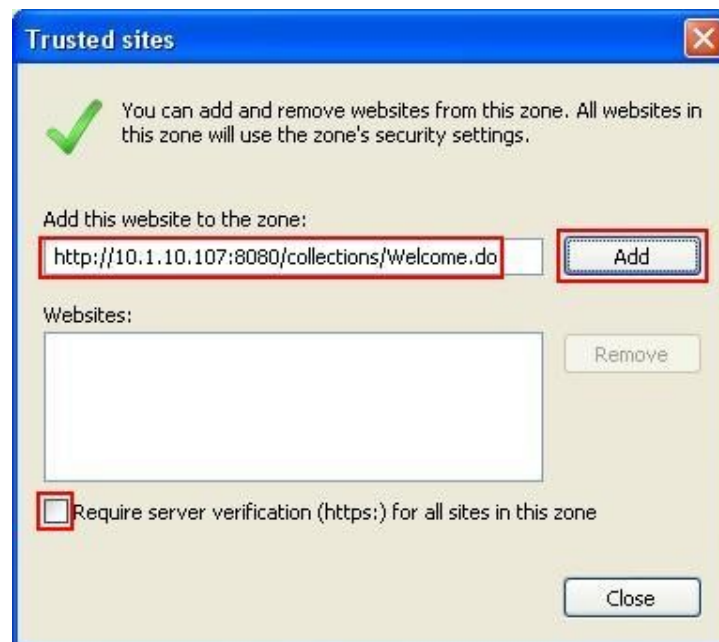 Trusted sites
You can add and remove websites from this zone. All websites in
this zone will use the zone's security settings.
Add this website to the zone:
http://10.1.10.107:8080/collections/Welcome.do
Add
Websites:
Remove
Require server verification (https:) for all sites in this zone
Close